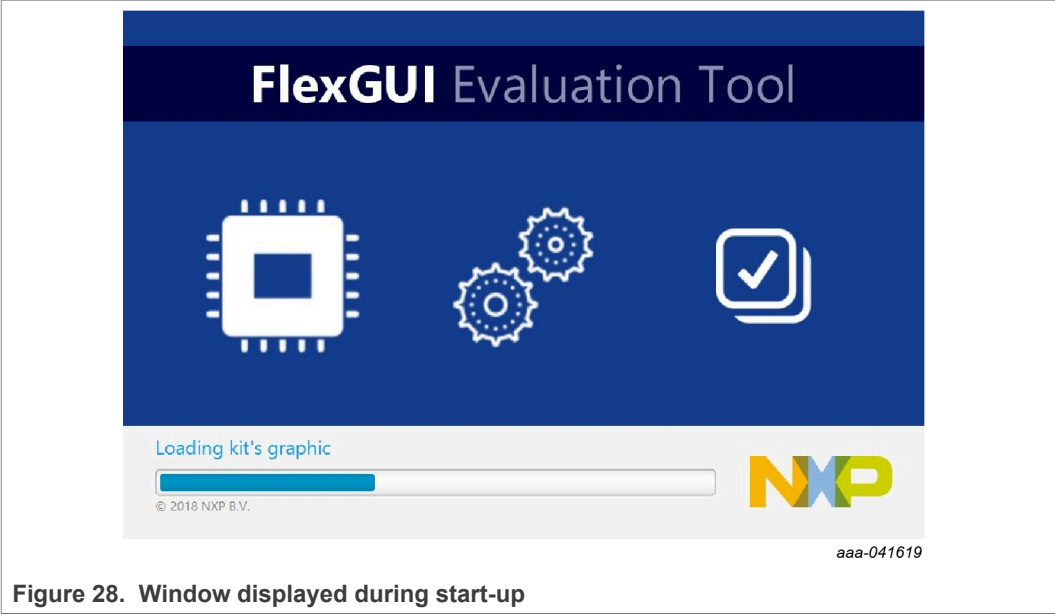 FlexGUI Evaluation Tool
Loading kit's graphic
© 2018 NXP B.V.
NXP
aaa-041619
Figure 28. Window displayed during start-up